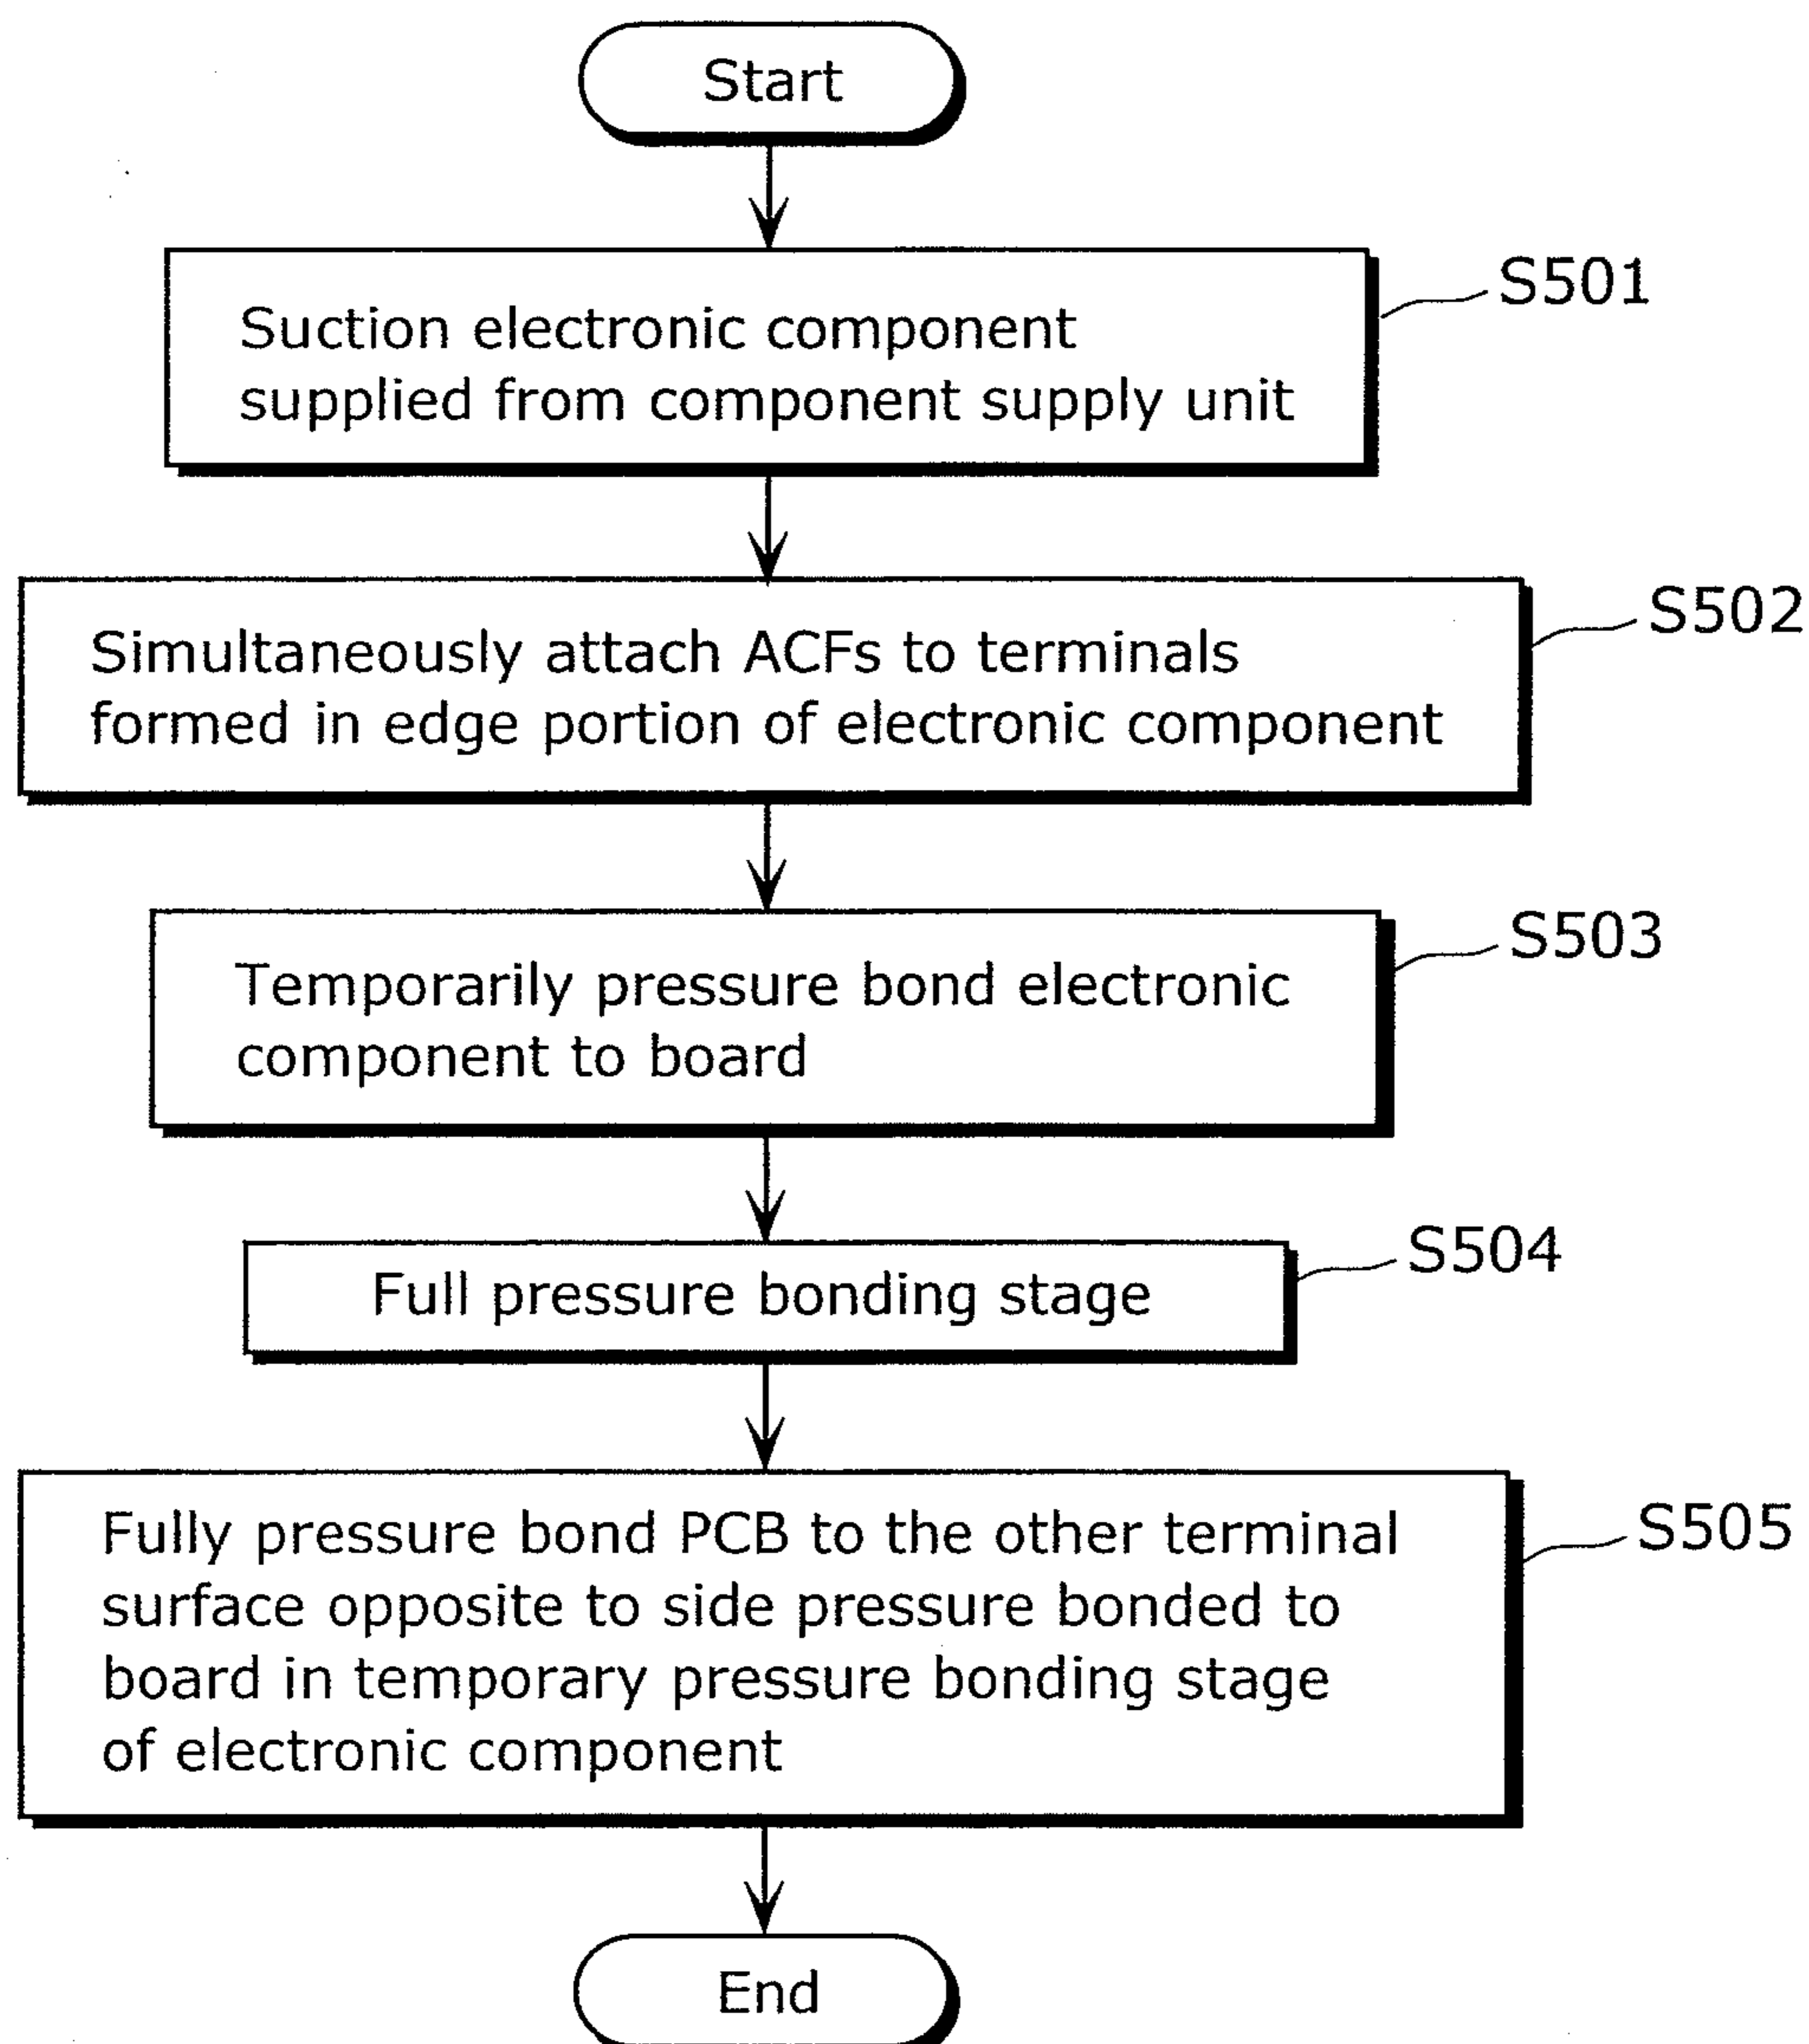 Start
S501
Suction electronic component
supplied from component supply unit
S502
Simultaneously attach ACFs to terminals
formed in edge portion of electronic component
S503
Temporarily pressure bond electronic
component to board
S504
Full pressure bonding stage
S505
Fully pressure bond PCB to the other terminal
surface opposite to side pressure bonded to
board in temporary pressure bonding stage
of electronic component
End